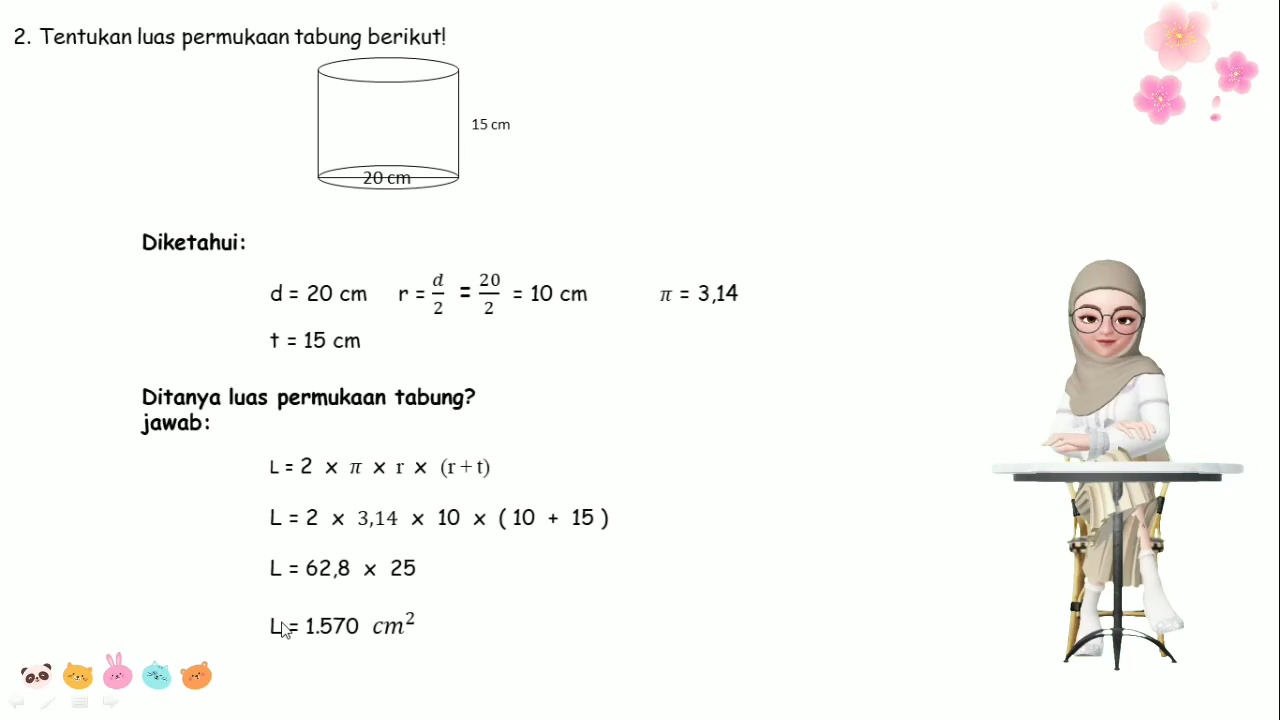 2. Tentukan luas permukaan tabung berikut!
15 cm
20 cm
Diketahui:
d = 20 cm r = d/2 = 20/2 = 10 cm π = 3,14
t = 15 cm
Ditanya luas permukaan tabung?
jawab:
L = 2 x π x r x (r + t)
L = 2 x 3,14 x 10 x ( 10 + 15 )
L = 62,8 x 25
L = 1.570 cm²